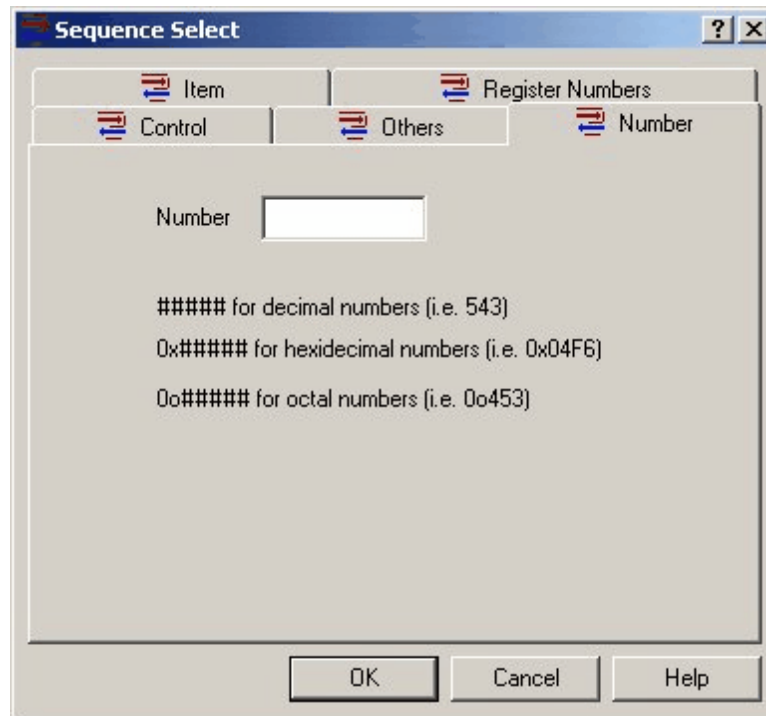 Sequence Select
Item Register Numbers
Control Others Number
Number
##### for decimal numbers (i.e. 543)
0x##### for hexidecimal numbers (i.e. 0x04F6)
0o##### for octal numbers (i.e. 0o453)
OK Cancel Help